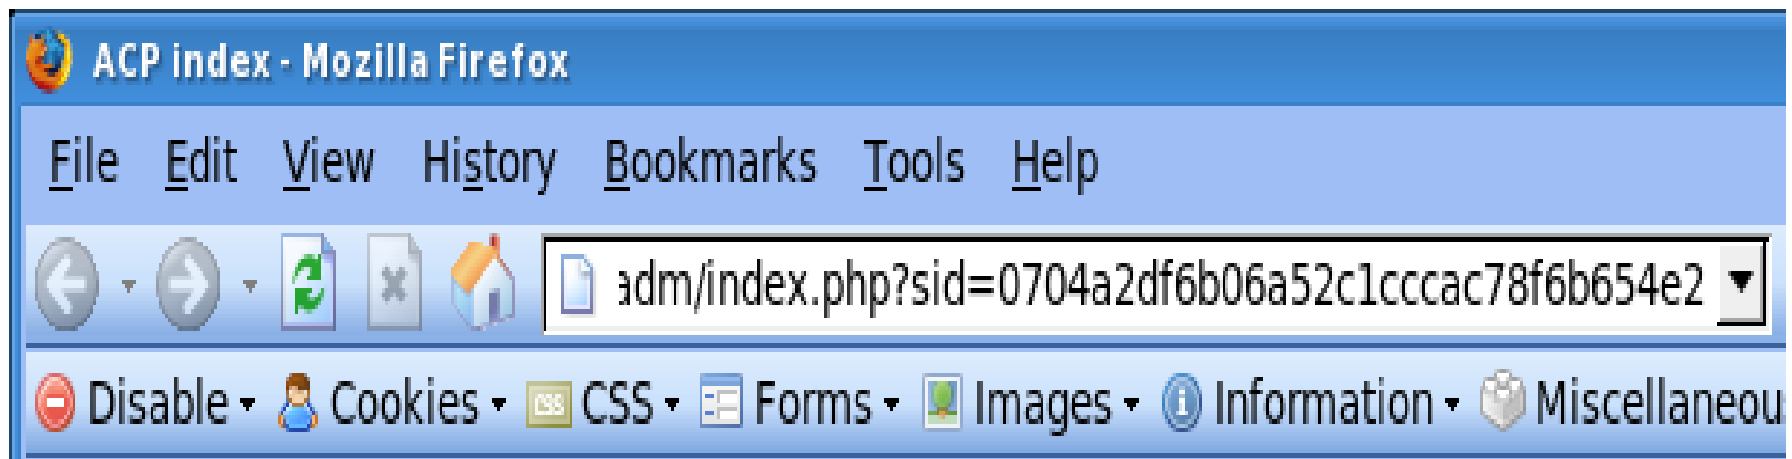 ACP index - Mozilla Firefox
File Edit View History Bookmarks Tools Help
adm/index.php?sid=0704a2df6b06a52c1cccac78f6b654e2
Disable Cookies CSS CSS Forms Images Information Miscellaneou